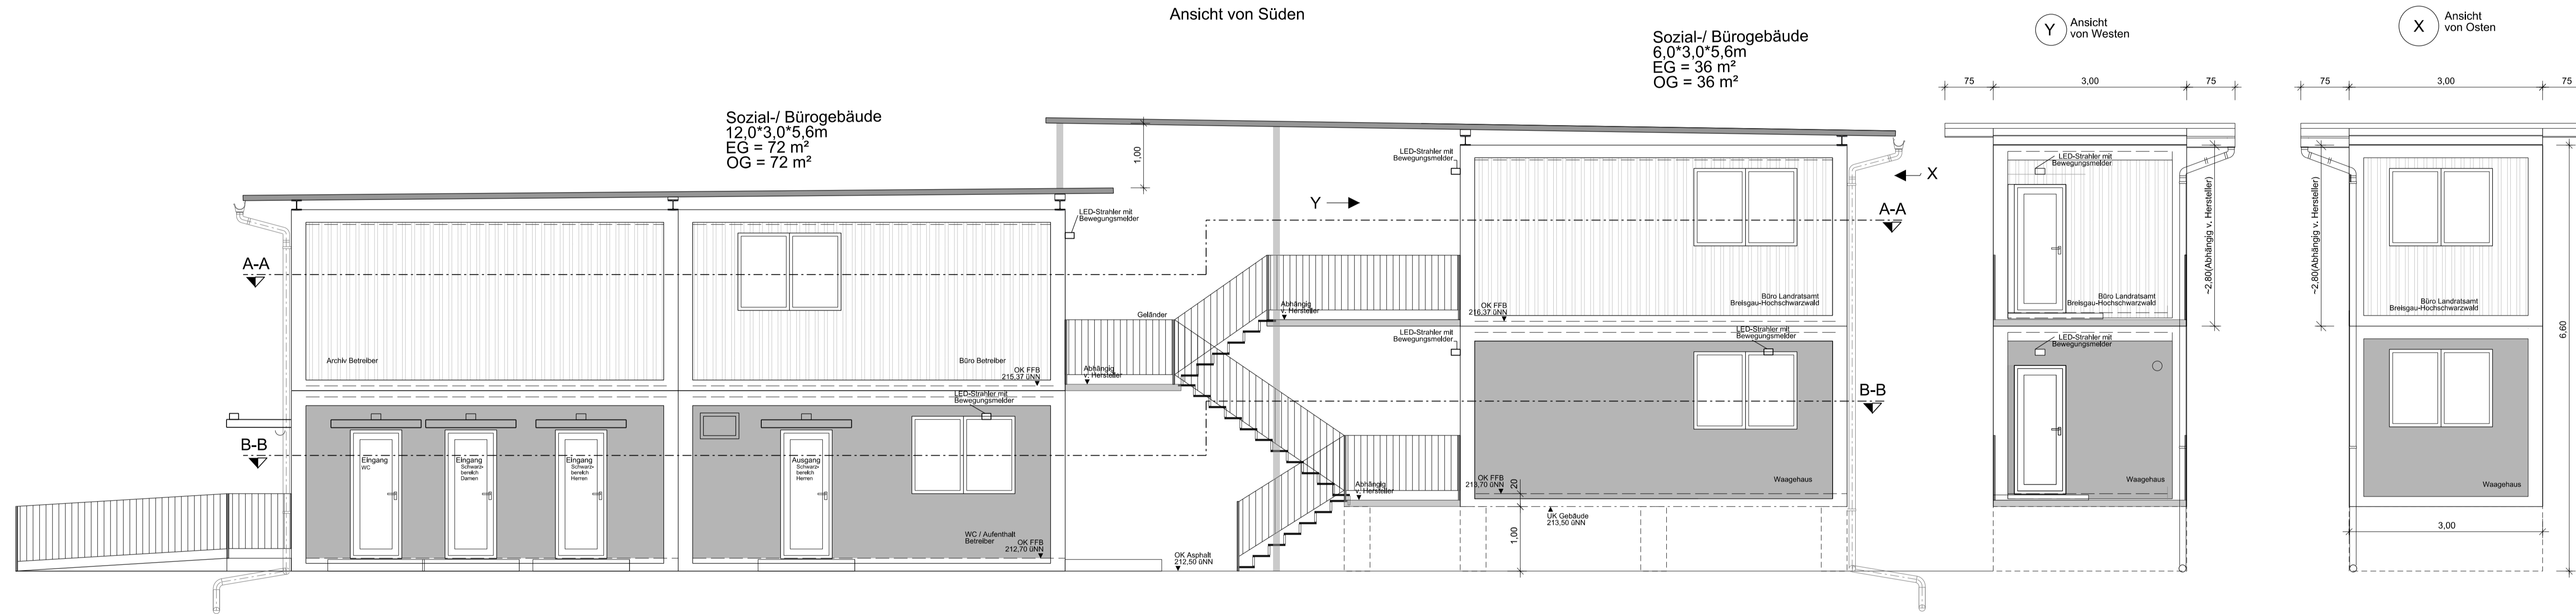 Ansicht von Süden
Sozial-/ Bürogebäude
12,0*3,0*5,6m
EG = 72 m²
OG = 72 m²
Sozial-/ Bürogebäude
6,0*3,0*5,6m
EG = 36 m²
OG = 36 m²
Y
Ansicht
von Westen
X
Ansicht
von Osten
75
3,00
75
75
3,00
75
1,00
LED-Strahler mit
Bewegungsmelder
LED-Strahler mit
Bewegungsmelder
LED-Strahler mit
Bewegungsmelder
X
Y
A-A
A-A
~2,80(Abhängig v. Hersteller)
~2,80(Abhängig v. Hersteller)
Archiv Betreiber
Büro Betreiber
OK FFB
215,37 üNN
Geländer
Abhängig
v. Hersteller
Abhängig
v. Hersteller
OK FFB
216,37 üNN
Büro Landratsamt
Breisgau-Hochschwarzwald
Büro Landratsamt
Breisgau-Hochschwarzwald
Büro Landratsamt
Breisgau-Hochschwarzwald
LED-Strahler mit
Bewegungsmelder
LED-Strahler mit
Bewegungsmelder
LED-Strahler mit
Bewegungsmelder
LED-Strahler mit
Bewegungsmelder
6,60
B-B
B-B
Eingang
WC
Eingang
Schwarz-
bereich
Damen
Eingang
Schwarz-
bereich
Herren
Ausgang
Schwarz-
bereich
Herren
WC / Aufenthalt
Betreiber
OK FFB
212,70 üNN
OK Asphalt
212,50 üNN
Abhängig
v. Hersteller
OK FFB
213,70 üNN
20
1,00
UK Gebäude
213,50 üNN
Waagehaus
Waagehaus
Waagehaus
3,00